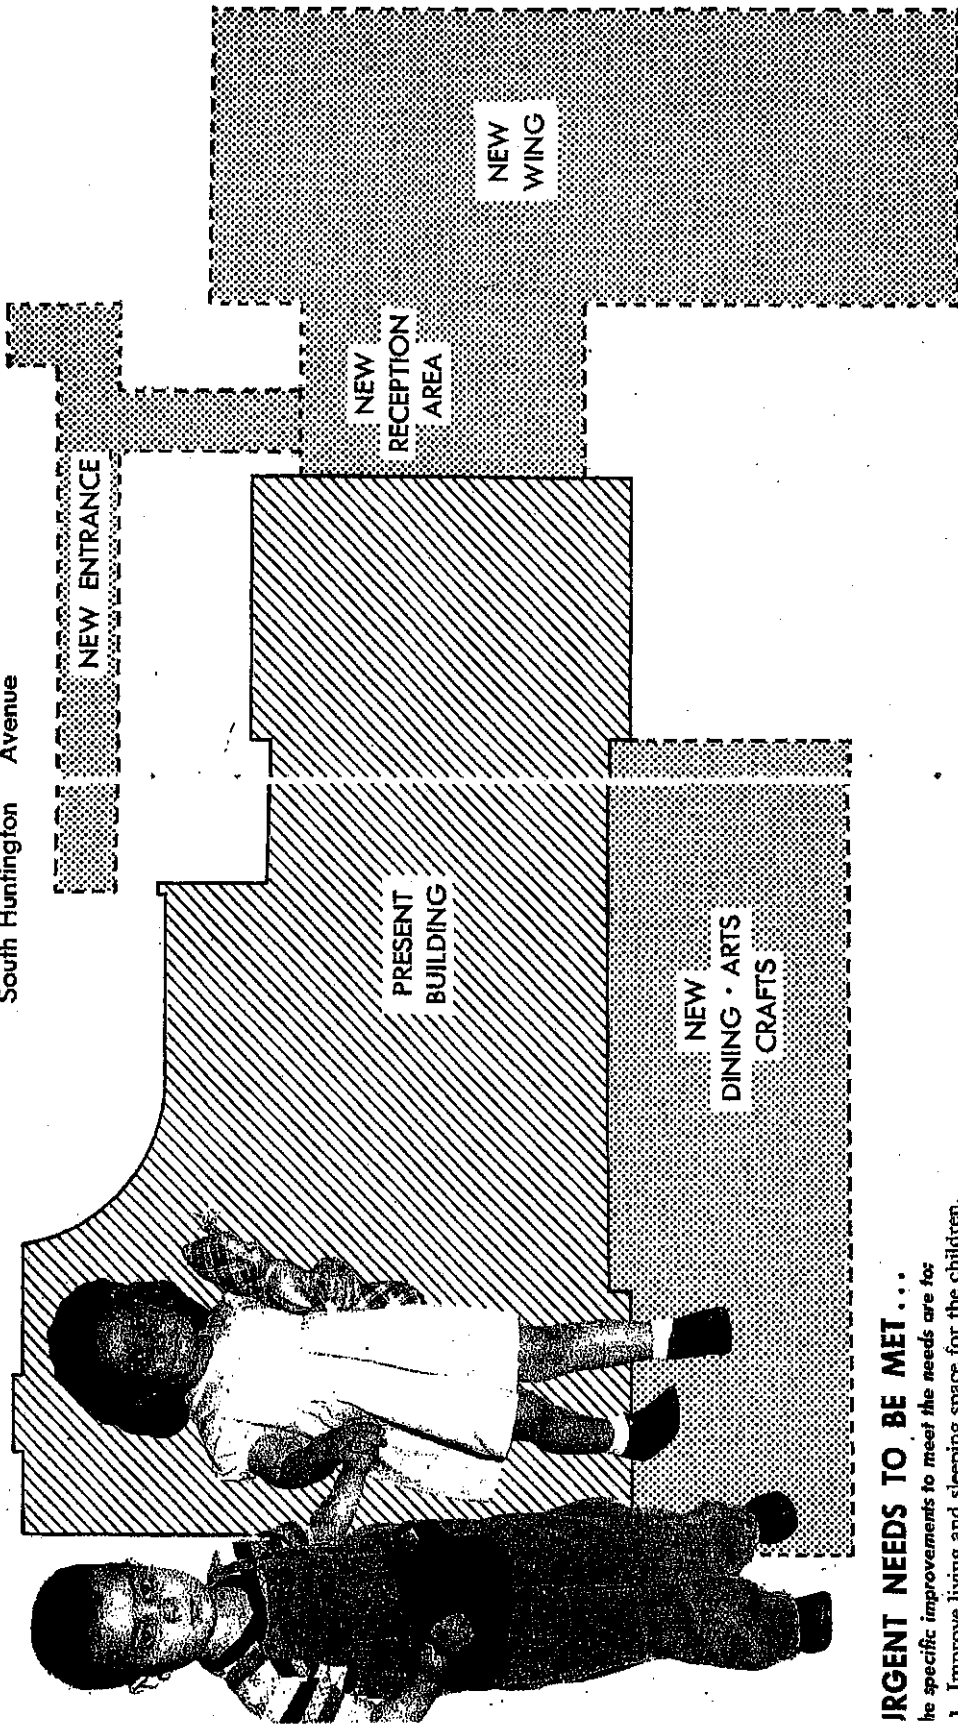 South Huntington Avenue
NEW ENTRANCE
NEW
RECEPTION
AREA
NEW
WING
PRESENT
BUILDING
NEW
DINING • ARTS
CRAFTS
URGENT NEEDS TO BE MET...
he specific improvements to meet the needs are to:
1. Improve living and sleeping space for the children.